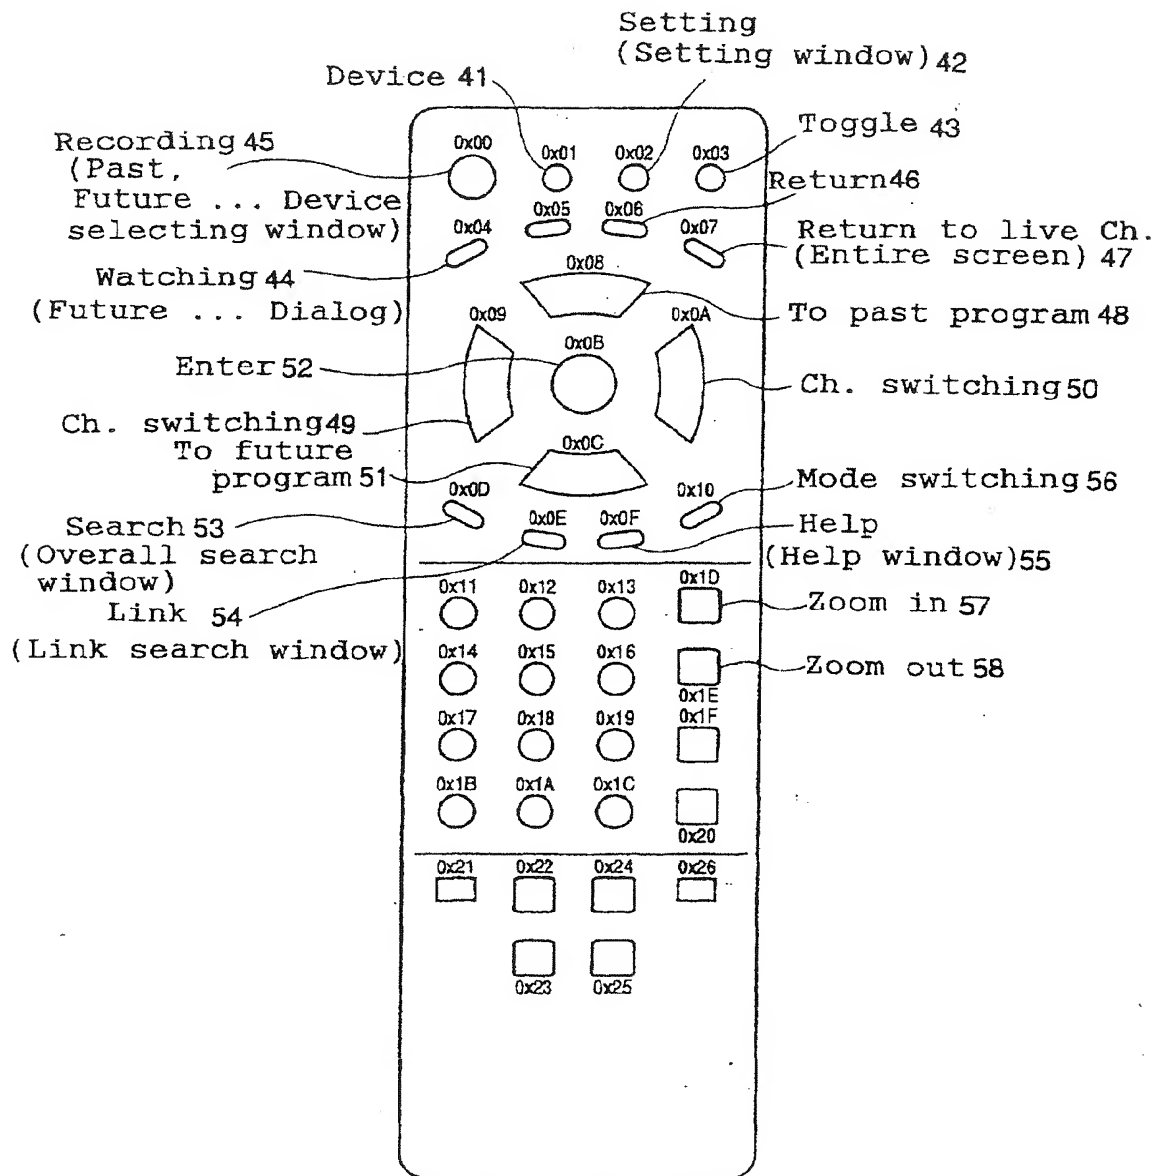 Setting
(Setting window) 42
Device 41
Toggle 43
Recording 45
(Past,
Future ... Device
selecting window)
0x00
0x01
0x02
0x03
Return 46
0x04
0x05
0x06
0x07
Return to live Ch.
(Entire screen) 47
Watching 44
(Future ... Dialog)
0x08
0x09
0x0A
To past program 48
0x0B
Enter 52
Ch. switching 50
Ch. switching 49
To future
program 51
0x0C
0x0D
0x10
Mode switching 56
Search 53
(Overall search
window)
0x0E
0x0F
Help
(Help window) 55
Link 54
(Link search window)
0x11
0x12
0x13
0x1D
Zoom in 57
0x14
0x15
0x16
Zoom out 58
0x1E
0x17
0x18
0x19
0x1F
0x1B
0x1A
0x1C
0x20
0x21
0x22
0x24
0x26
0x23
0x25